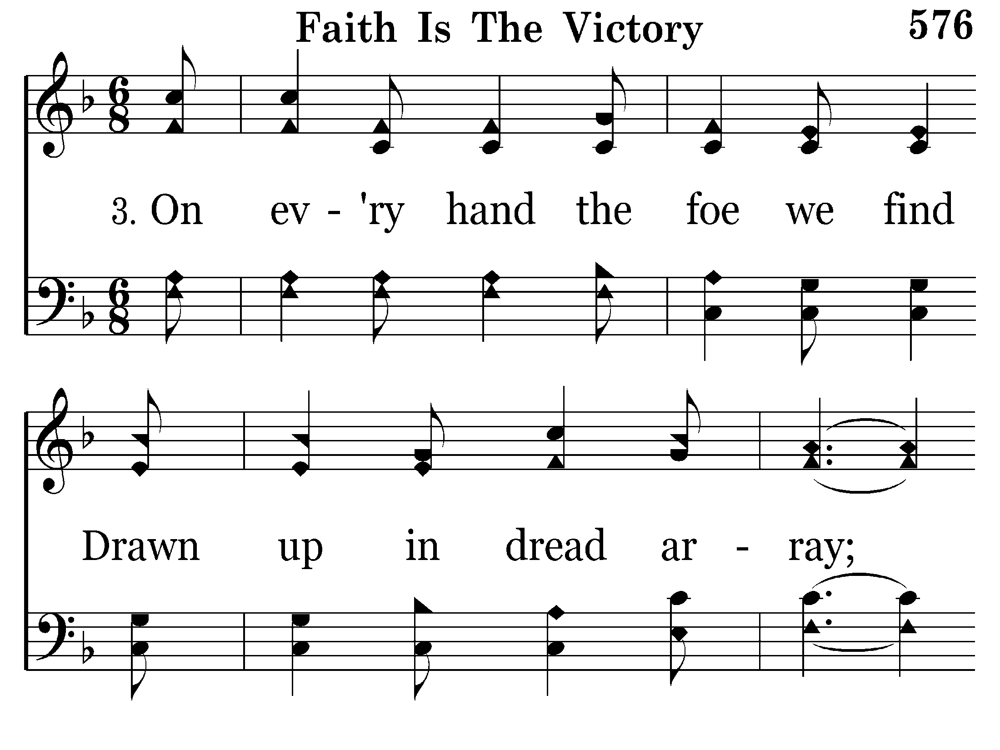 Faith Is The Victory 576
3. On ev - 'ry hand the foe we find
Drawn up in dread ar - ray;